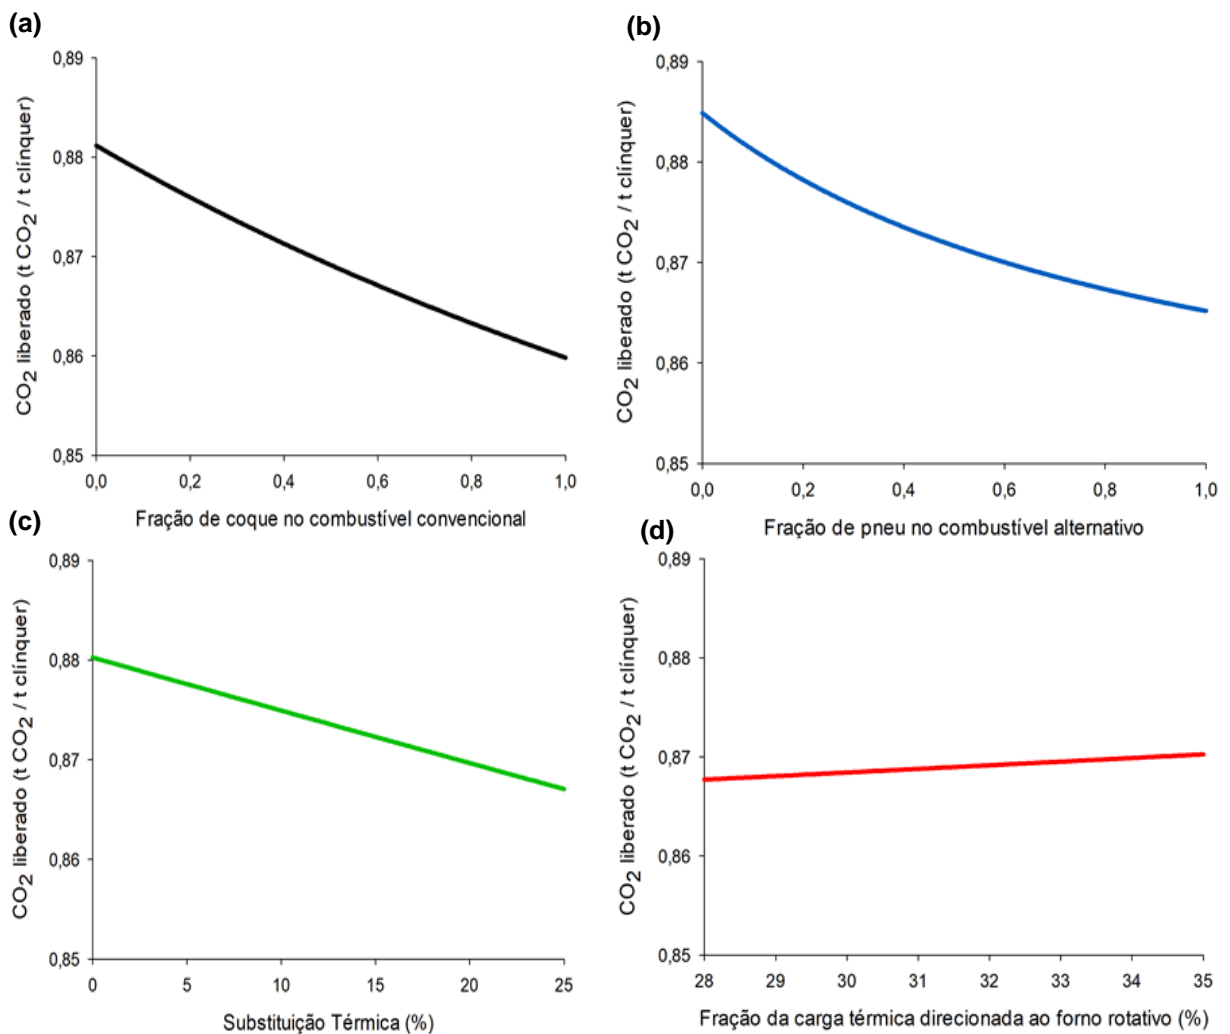 (a)
CO2 liberado (t CO2 / t clínquer)
0,89
0,88
0,87
0,86
0,85
0,0 0,2 0,4 0,6 0,8 1,0
Fração de coque no combustível convencional
(b)
CO2 liberado (t CO2 / t clínquer)
0,89
0,88
0,87
0,86
0,85
0,0 0,2 0,4 0,6 0,8 1,0
Fração de pneu no combustível alternativo
(c)
CO2 liberado (t CO2 / t clínquer)
0,89
0,88
0,87
0,86
0,85
0 5 10 15 20 25
Substituição Térmica (%)
(d)
CO2 liberado (t CO2 / t clínquer)
0,89
0,88
0,87
0,86
0,85
28 29 30 31 32 33 34 35
Fração da carga térmica direcionada ao forno rotativo (%)